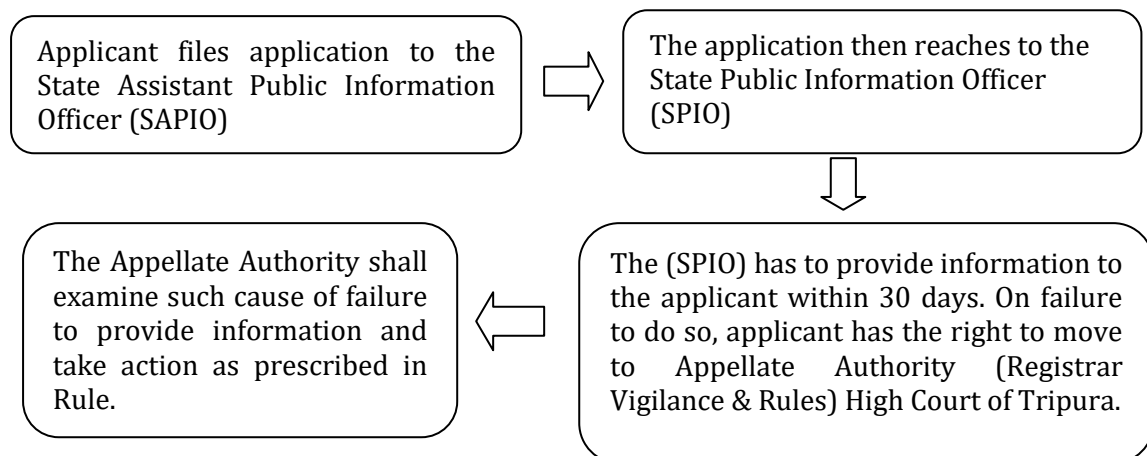 Applicant files application to the
State Assistant Public Information
Officer (SAPIO)
The application then reaches to the
State Public Information Officer
(SPIO)
The (SPIO) has to provide information to
the applicant within 30 days. On failure
to do so, applicant has the right to move
to Appellate Authority (Registrar
Vigilance & Rules) High Court of Tripura.
The Appellate Authority shall
examine such cause of failure
to provide information and
take action as prescribed in
Rule.